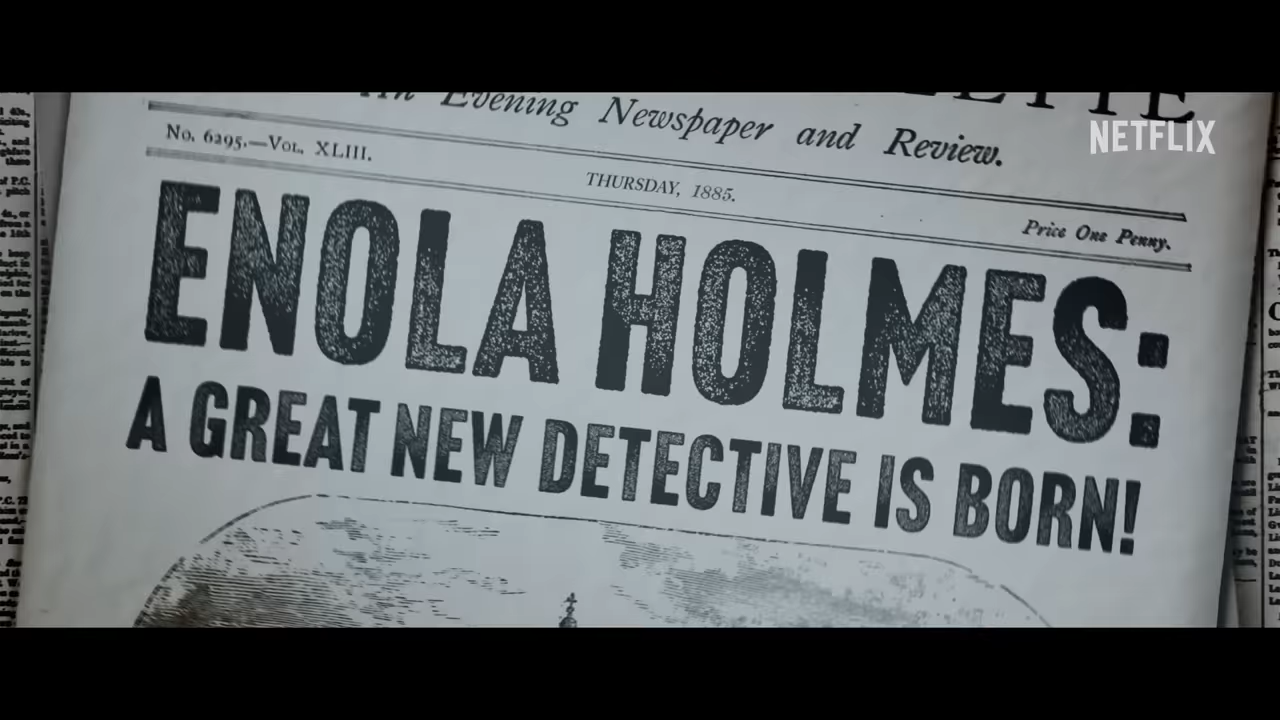 An Evening Newspaper and Review.
NETFLIX
No. 6295.—Vol. XLIII.
THURSDAY, 1885.
Price One Penny.
ENOLA HOLMES:
A GREAT NEW DETECTIVE IS BORN!